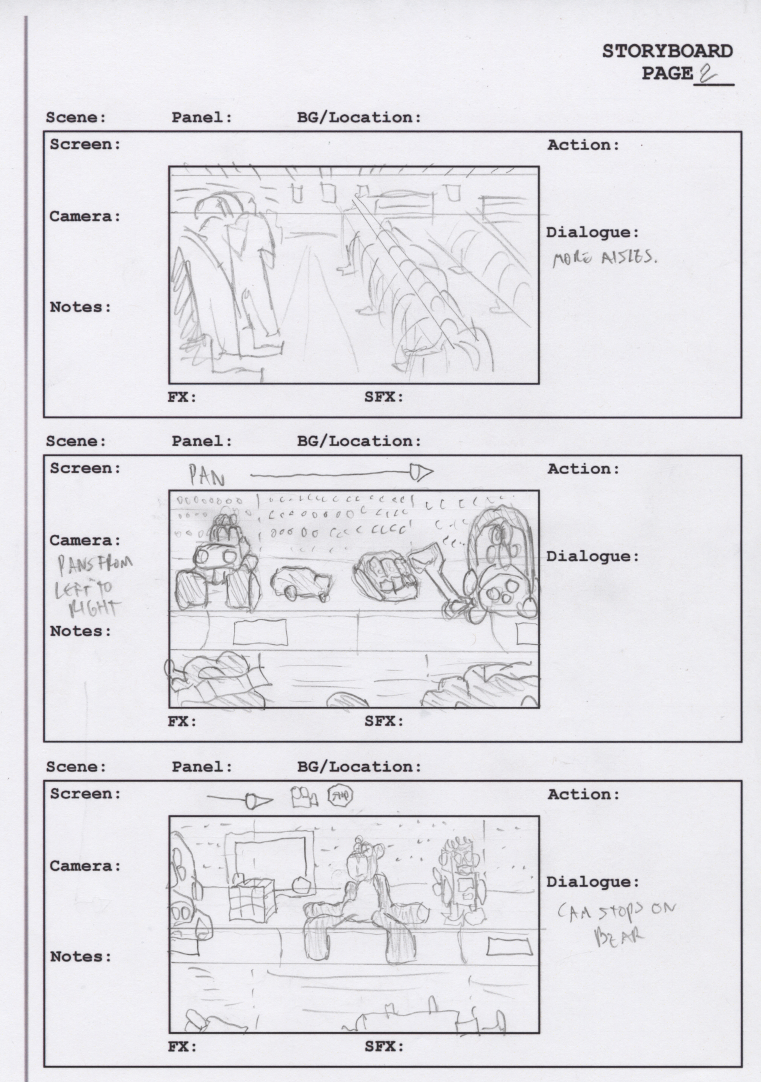 STORYBOARD
PAGE 2
Scene: Panel: BG/Location:
Screen: Action:
Camera:
Dialogue:
MORE AISLES.
Notes:
FX: SFX:
Scene: Panel: BG/Location:
Screen: PAN Action:
Camera:
PANS FROM
LEFT TO
RIGHT
Dialogue:
Notes:
FX: SFX:
Scene: Panel: BG/Location:
Screen: STOP Action:
Camera:
Dialogue:
CAM STOPS ON
BEAR
Notes:
FX: SFX: